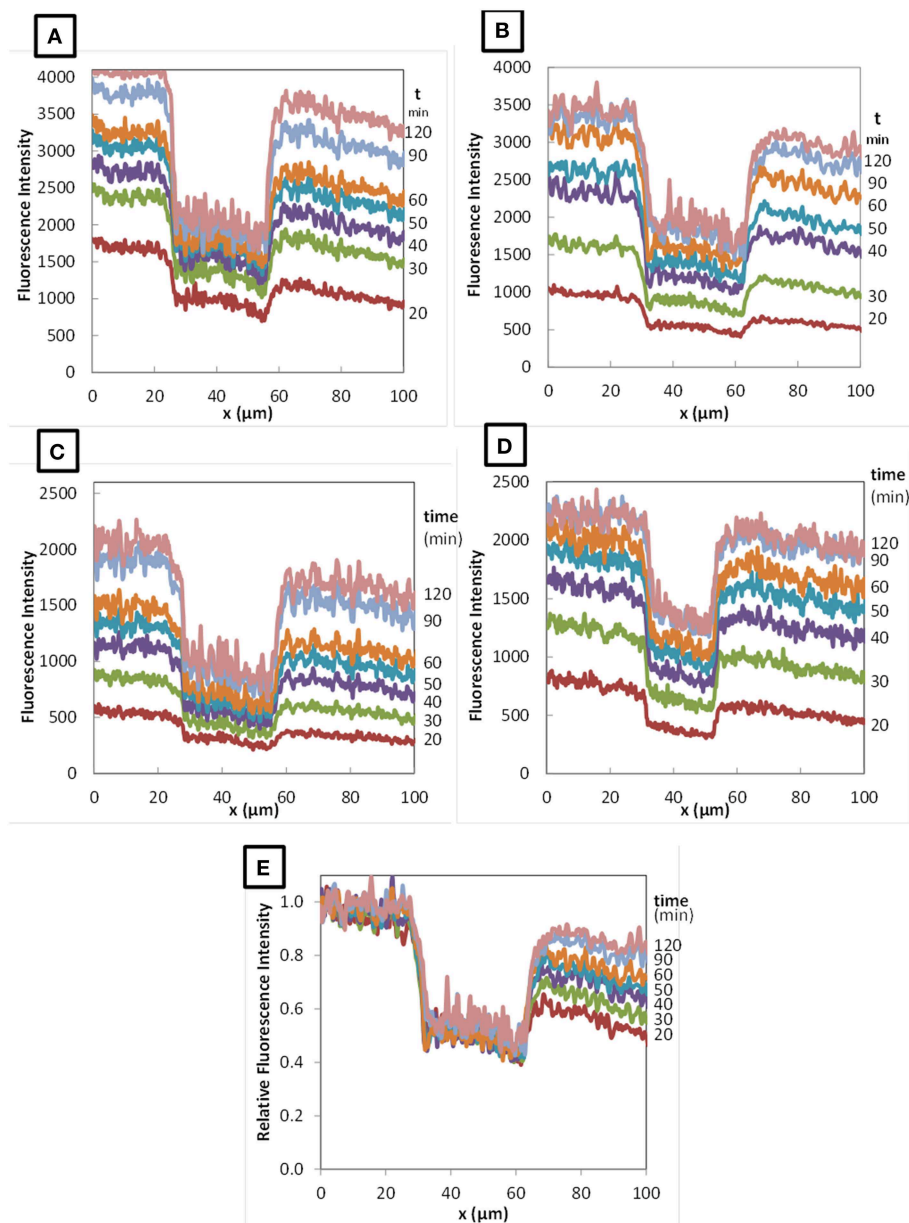 A
Fluorescence Intensity
4000
3500
3000
2500
2000
1500
1000
500
0
0 20 40 60 80 100
x (µm)
t
min
120
90
60
50
40
30
20
B
Fluoresence Intensity
4000
3500
3000
2500
2000
1500
1000
500
0
0 20 40 60 80 100
x (µm)
t
min
120
90
60
50
40
30
20
C
Fluorescence Intensity
2500
2000
1500
1000
500
0
0 20 40 60 80 100
x (µm)
time
(min)
120
90
60
50
40
30
20
D
Fluorescence Intensity
2500
2000
1500
1000
500
0
0 20 40 60 80 100
x (µm)
time
(min)
120
90
60
50
40
30
20
E
Relative Fluorescence Intensity
1.0
0.8
0.6
0.4
0.2
0.0
0 20 40 60 80 100
x (µm)
time
(min)
120
90
60
50
40
30
20